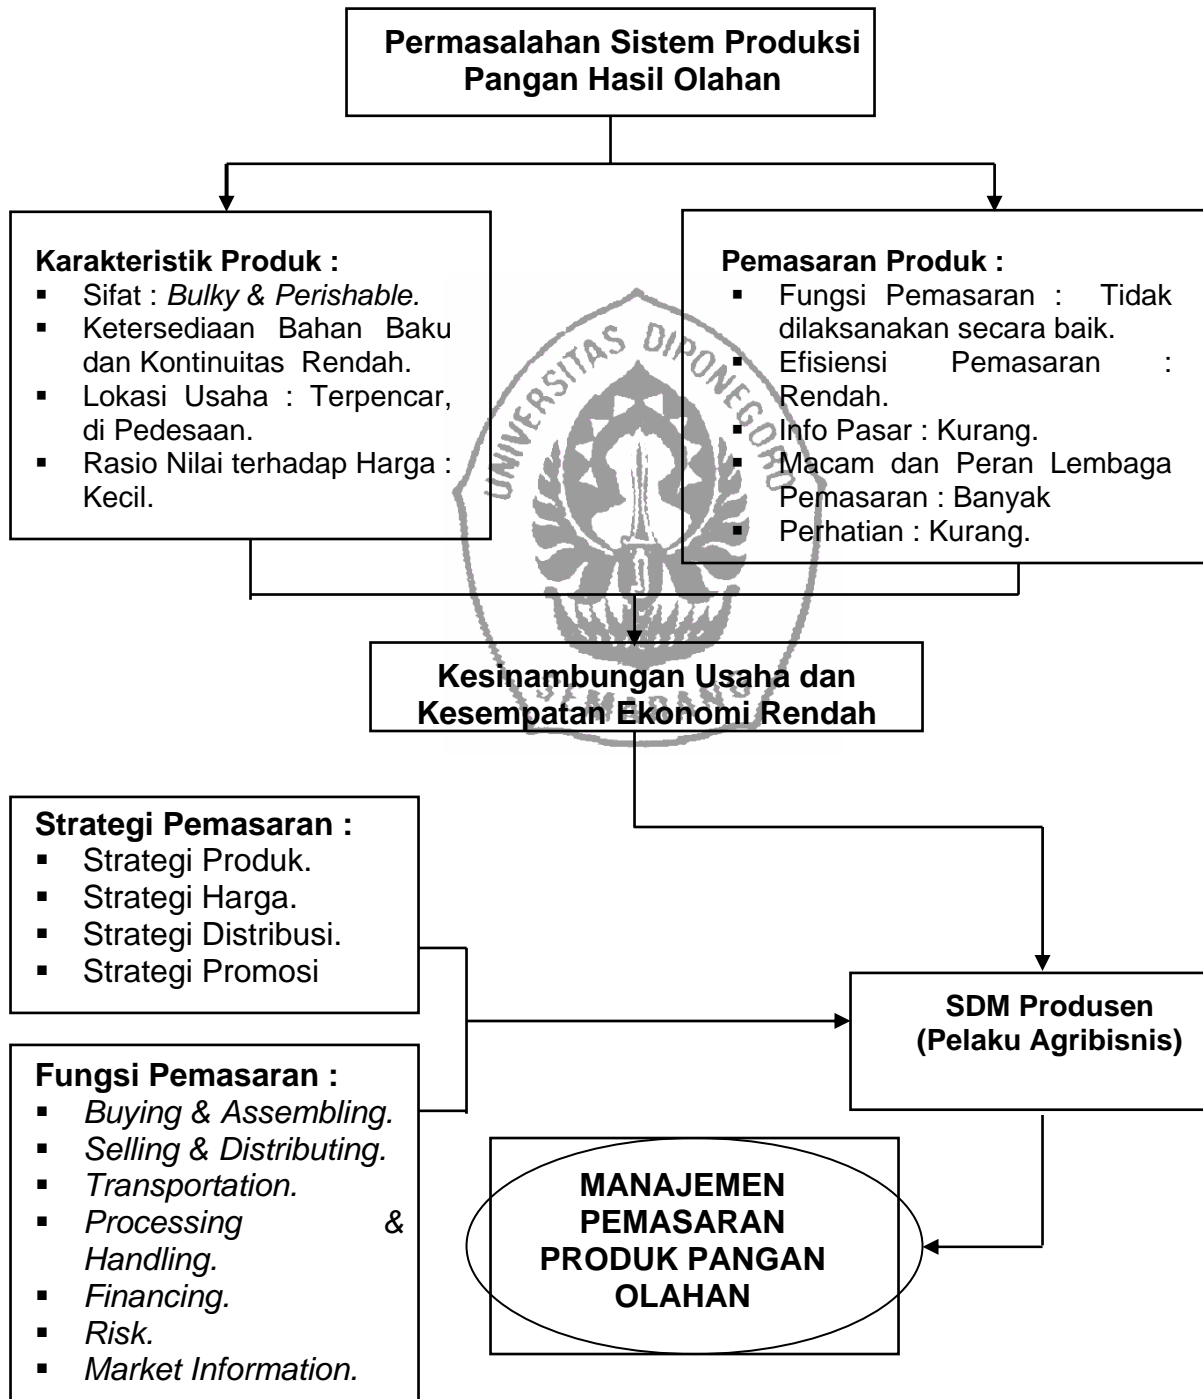 Permasalahan Sistem Produksi
Pangan Hasil Olahan
Karakteristik Produk :
▪ Sifat : Bulky & Perishable.
▪ Ketersediaan Bahan Baku
dan Kontinuitas Rendah.
▪ Lokasi Usaha : Terpencar,
di Pedesaan.
▪ Rasio Nilai terhadap Harga :
Kecil.
Pemasaran Produk :
▪ Fungsi Pemasaran : Tidak
dilaksanakan secara baik.
▪ Efisiensi Pemasaran :
Rendah.
▪ Info Pasar : Kurang.
▪ Macam dan Peran Lembaga
Pemasaran : Banyak
▪ Perhatian : Kurang.
UNIVERSITAS DIPONEGORO
SEMARANG
Kesinambungan Usaha dan
Kesempatan Ekonomi Rendah
Strategi Pemasaran :
▪ Strategi Produk.
▪ Strategi Harga.
▪ Strategi Distribusi.
▪ Strategi Promosi
SDM Produsen
(Pelaku Agribisnis)
Fungsi Pemasaran :
▪ Buying & Assembling.
▪ Selling & Distributing.
▪ Transportation.
▪ Processing &
Handling.
▪ Financing.
▪ Risk.
▪ Market Information.
MANAJEMEN
PEMASARAN
PRODUK PANGAN
OLAHAN